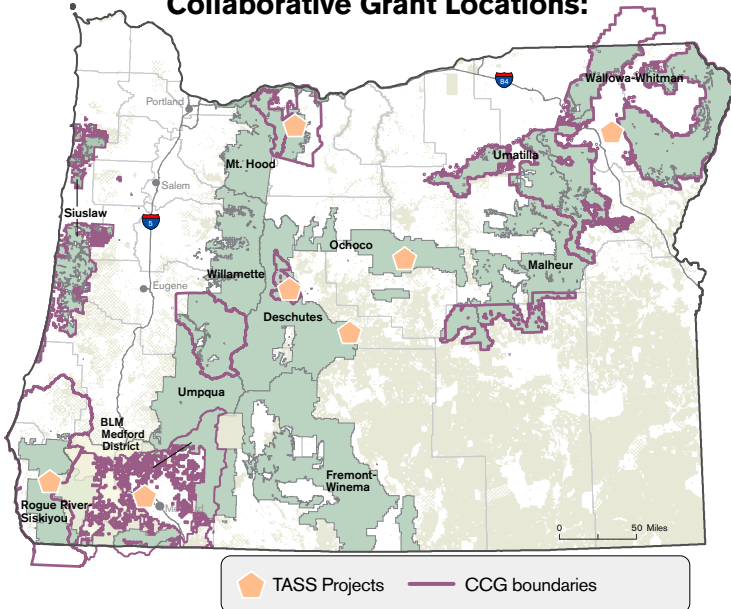 Collaborative Grant Locations:
Wallowa-Whitman
84
Portland
Umatilla
Mt. Hood
Salem
Siuslaw
5
Ochoco
Malheur
Willamette
Eugene
Deschutes
Umpqua
BLM
Medford
District
Fremont-
Winema
Rogue River-
Siskiyou
0
50 Miles
TASS Projects
CCG boundaries